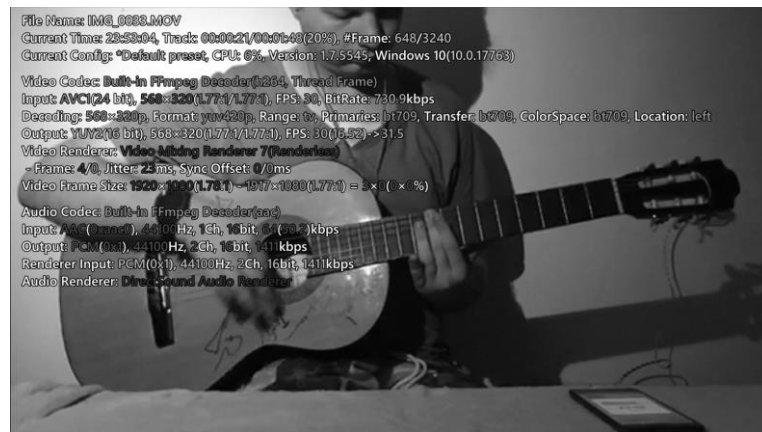 File Name: IMG_0033.MOV
Current Time: 23:53:04, Track: 00:00:21/00:01:48(20%), #Frame: 648/3240
Current Config: *Default preset, CPU: 6%, Version: 1.7.5545, Windows 10(10.0.17763)
Video Codec: Built-in FFmpeg Decoder(h264, Thread Frame)
Input: AVC1(24 bit), 568×320(1.77:1/1.77:1), FPS: 30, BitRate: 730.9kbps
Decoding: 568×320p, Format: yuv420p, Range: tv, Primaries: bt709, Transfer: bt709, ColorSpace: bt709, Location: left
Output: YUY2(16 bit), 568×320(1.77:1/1.77:1), FPS: 30(16.52)->31.5
Video Renderer: Video Mixing Renderer 7(Renderless)
- Frame: 4/0, Jitter: 23ms, Sync Offset: 0/0ms
Video Frame Size: 1920×1080(1.78:1) - 1917×1080(1.77:1) = 3×0(0×0%)
Audio Codec: Built-in FFmpeg Decoder(aac)
Input: AAC 44100Hz, 1Ch, 16bit,
Output: PCM(0x1), 44100Hz, 2Ch, 16bit, 1411kbps
Renderer Input: PCM(0x1), 44100Hz, 2Ch, 16bit, 1411kbps
Audio Renderer: DirectSound Audio Renderer